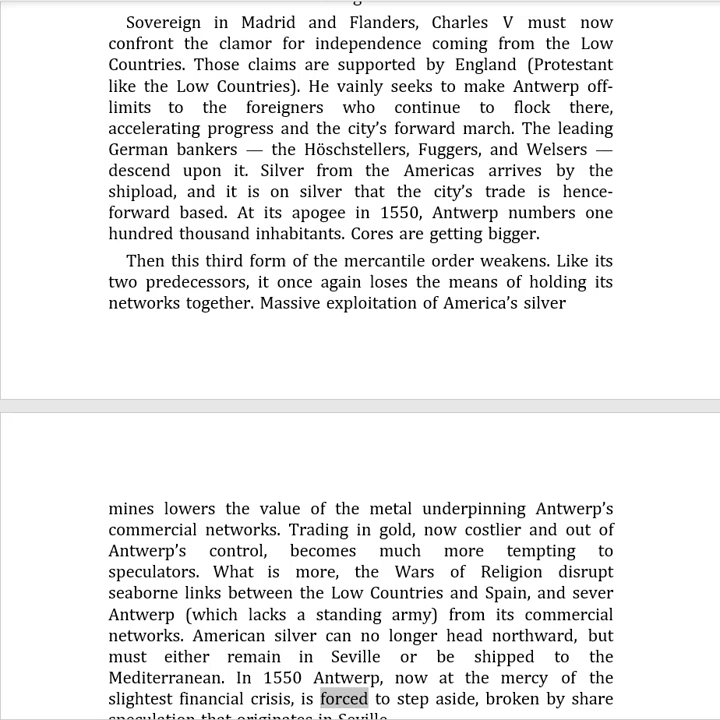 Sovereign in Madrid and Flanders, Charles V must now
confront the clamor for independence coming from the Low
Countries. Those claims are supported by England (Protestant
like the Low Countries). He vainly seeks to make Antwerp off-
limits to the foreigners who continue to flock there,
accelerating progress and the city's forward march. The leading
German bankers — the Höschstellers, Fuggers, and Welsers —
descend upon it. Silver from the Americas arrives by the
shipload, and it is on silver that the city's trade is hence-
forward based. At its apogee in 1550, Antwerp numbers one
hundred thousand inhabitants. Cores are getting bigger.
Then this third form of the mercantile order weakens. Like its
two predecessors, it once again loses the means of holding its
networks together. Massive exploitation of America's silver
mines lowers the value of the metal underpinning Antwerp's
commercial networks. Trading in gold, now costlier and out of
Antwerp's control, becomes much more tempting to
speculators. What is more, the Wars of Religion disrupt
seaborne links between the Low Countries and Spain, and sever
Antwerp (which lacks a standing army) from its commercial
networks. American silver can no longer head northward, but
must either remain in Seville or be shipped to the
Mediterranean. In 1550 Antwerp, now at the mercy of the
slightest financial crisis, is forced to step aside, broken by share
speculation that originates in Seville.